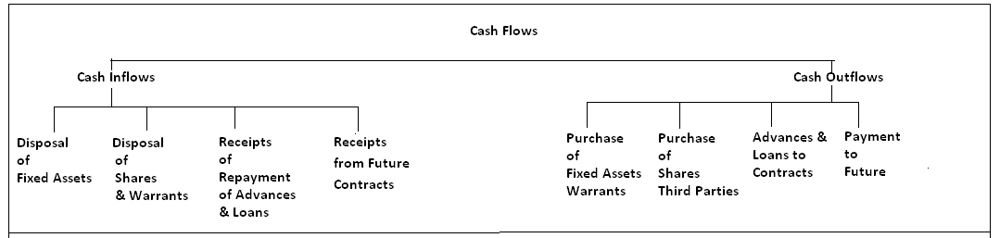 Cash Flows
Cash Inflows
Cash Outflows
Disposal
of
Fixed Assets
Disposal
of
Shares
& Warrants
Receipts
of
Repayment
of Advances
& Loans
Receipts
from Future
Contracts
Purchase
of
Fixed Assets
Warrants
Purchase
of
Shares
Third Parties
Advances &
Loans to
Contracts
Payment
to
Future